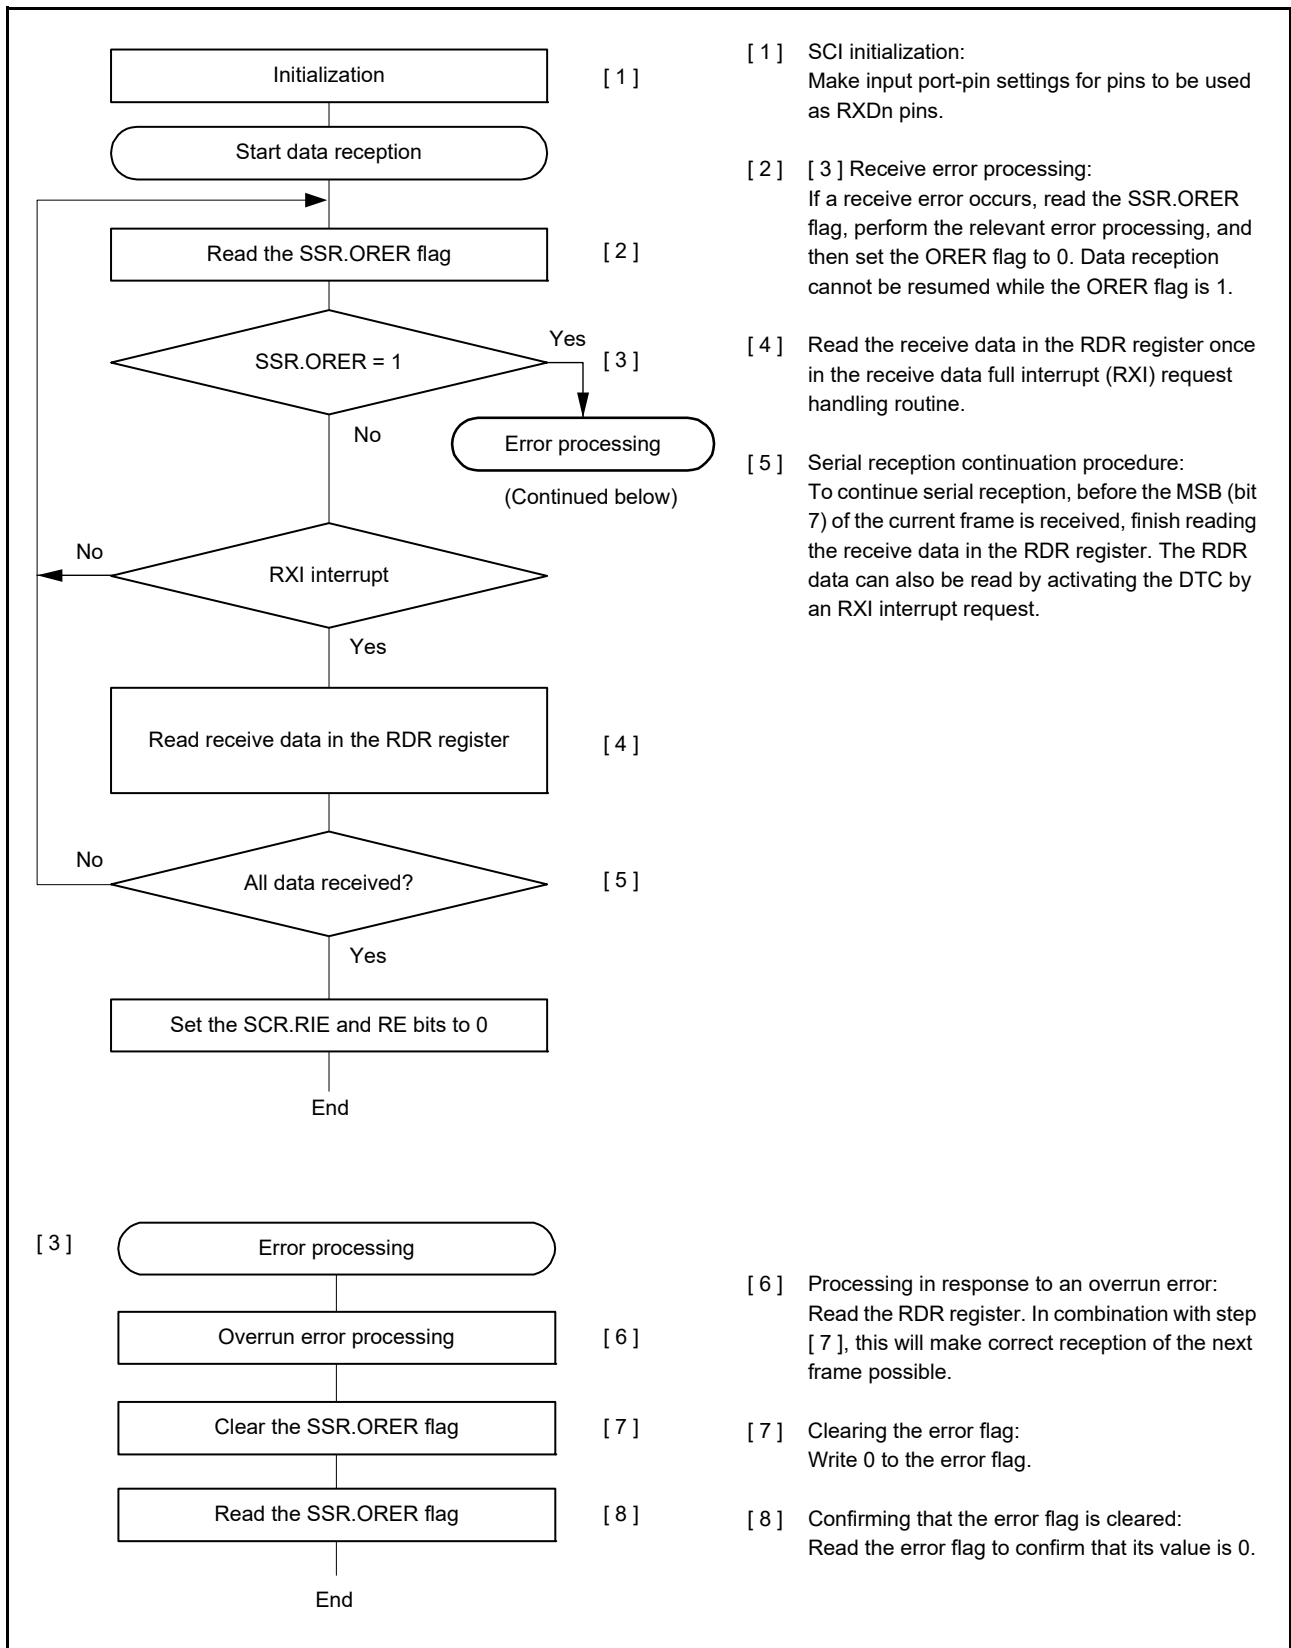 Initialization
[ 1 ]
Start data reception
Read the SSR.ORER flag
[ 2 ]
SSR.ORER = 1
Yes
[ 3 ]
No
Error processing
(Continued below)
No
RXI interrupt
Yes
Read receive data in the RDR register
[ 4 ]
No
All data received?
[ 5 ]
Yes
Set the SCR.RIE and RE bits to 0
End
[ 1 ] SCI initialization:
Make input port-pin settings for pins to be used
as RXDn pins.
[ 2 ] [ 3 ] Receive error processing:
If a receive error occurs, read the SSR.ORER
flag, perform the relevant error processing, and
then set the ORER flag to 0. Data reception
cannot be resumed while the ORER flag is 1.
[ 4 ] Read the receive data in the RDR register once
in the receive data full interrupt (RXI) request
handling routine.
[ 5 ] Serial reception continuation procedure:
To continue serial reception, before the MSB (bit
7) of the current frame is received, finish reading
the receive data in the RDR register. The RDR
data can also be read by activating the DTC by
an RXI interrupt request.
[ 3 ]
Error processing
Overrun error processing
[ 6 ]
Clear the SSR.ORER flag
[ 7 ]
Read the SSR.ORER flag
[ 8 ]
End
[ 6 ] Processing in response to an overrun error:
Read the RDR register. In combination with step
[ 7 ], this will make correct reception of the next
frame possible.
[ 7 ] Clearing the error flag:
Write 0 to the error flag.
[ 8 ] Confirming that the error flag is cleared:
Read the error flag to confirm that its value is 0.